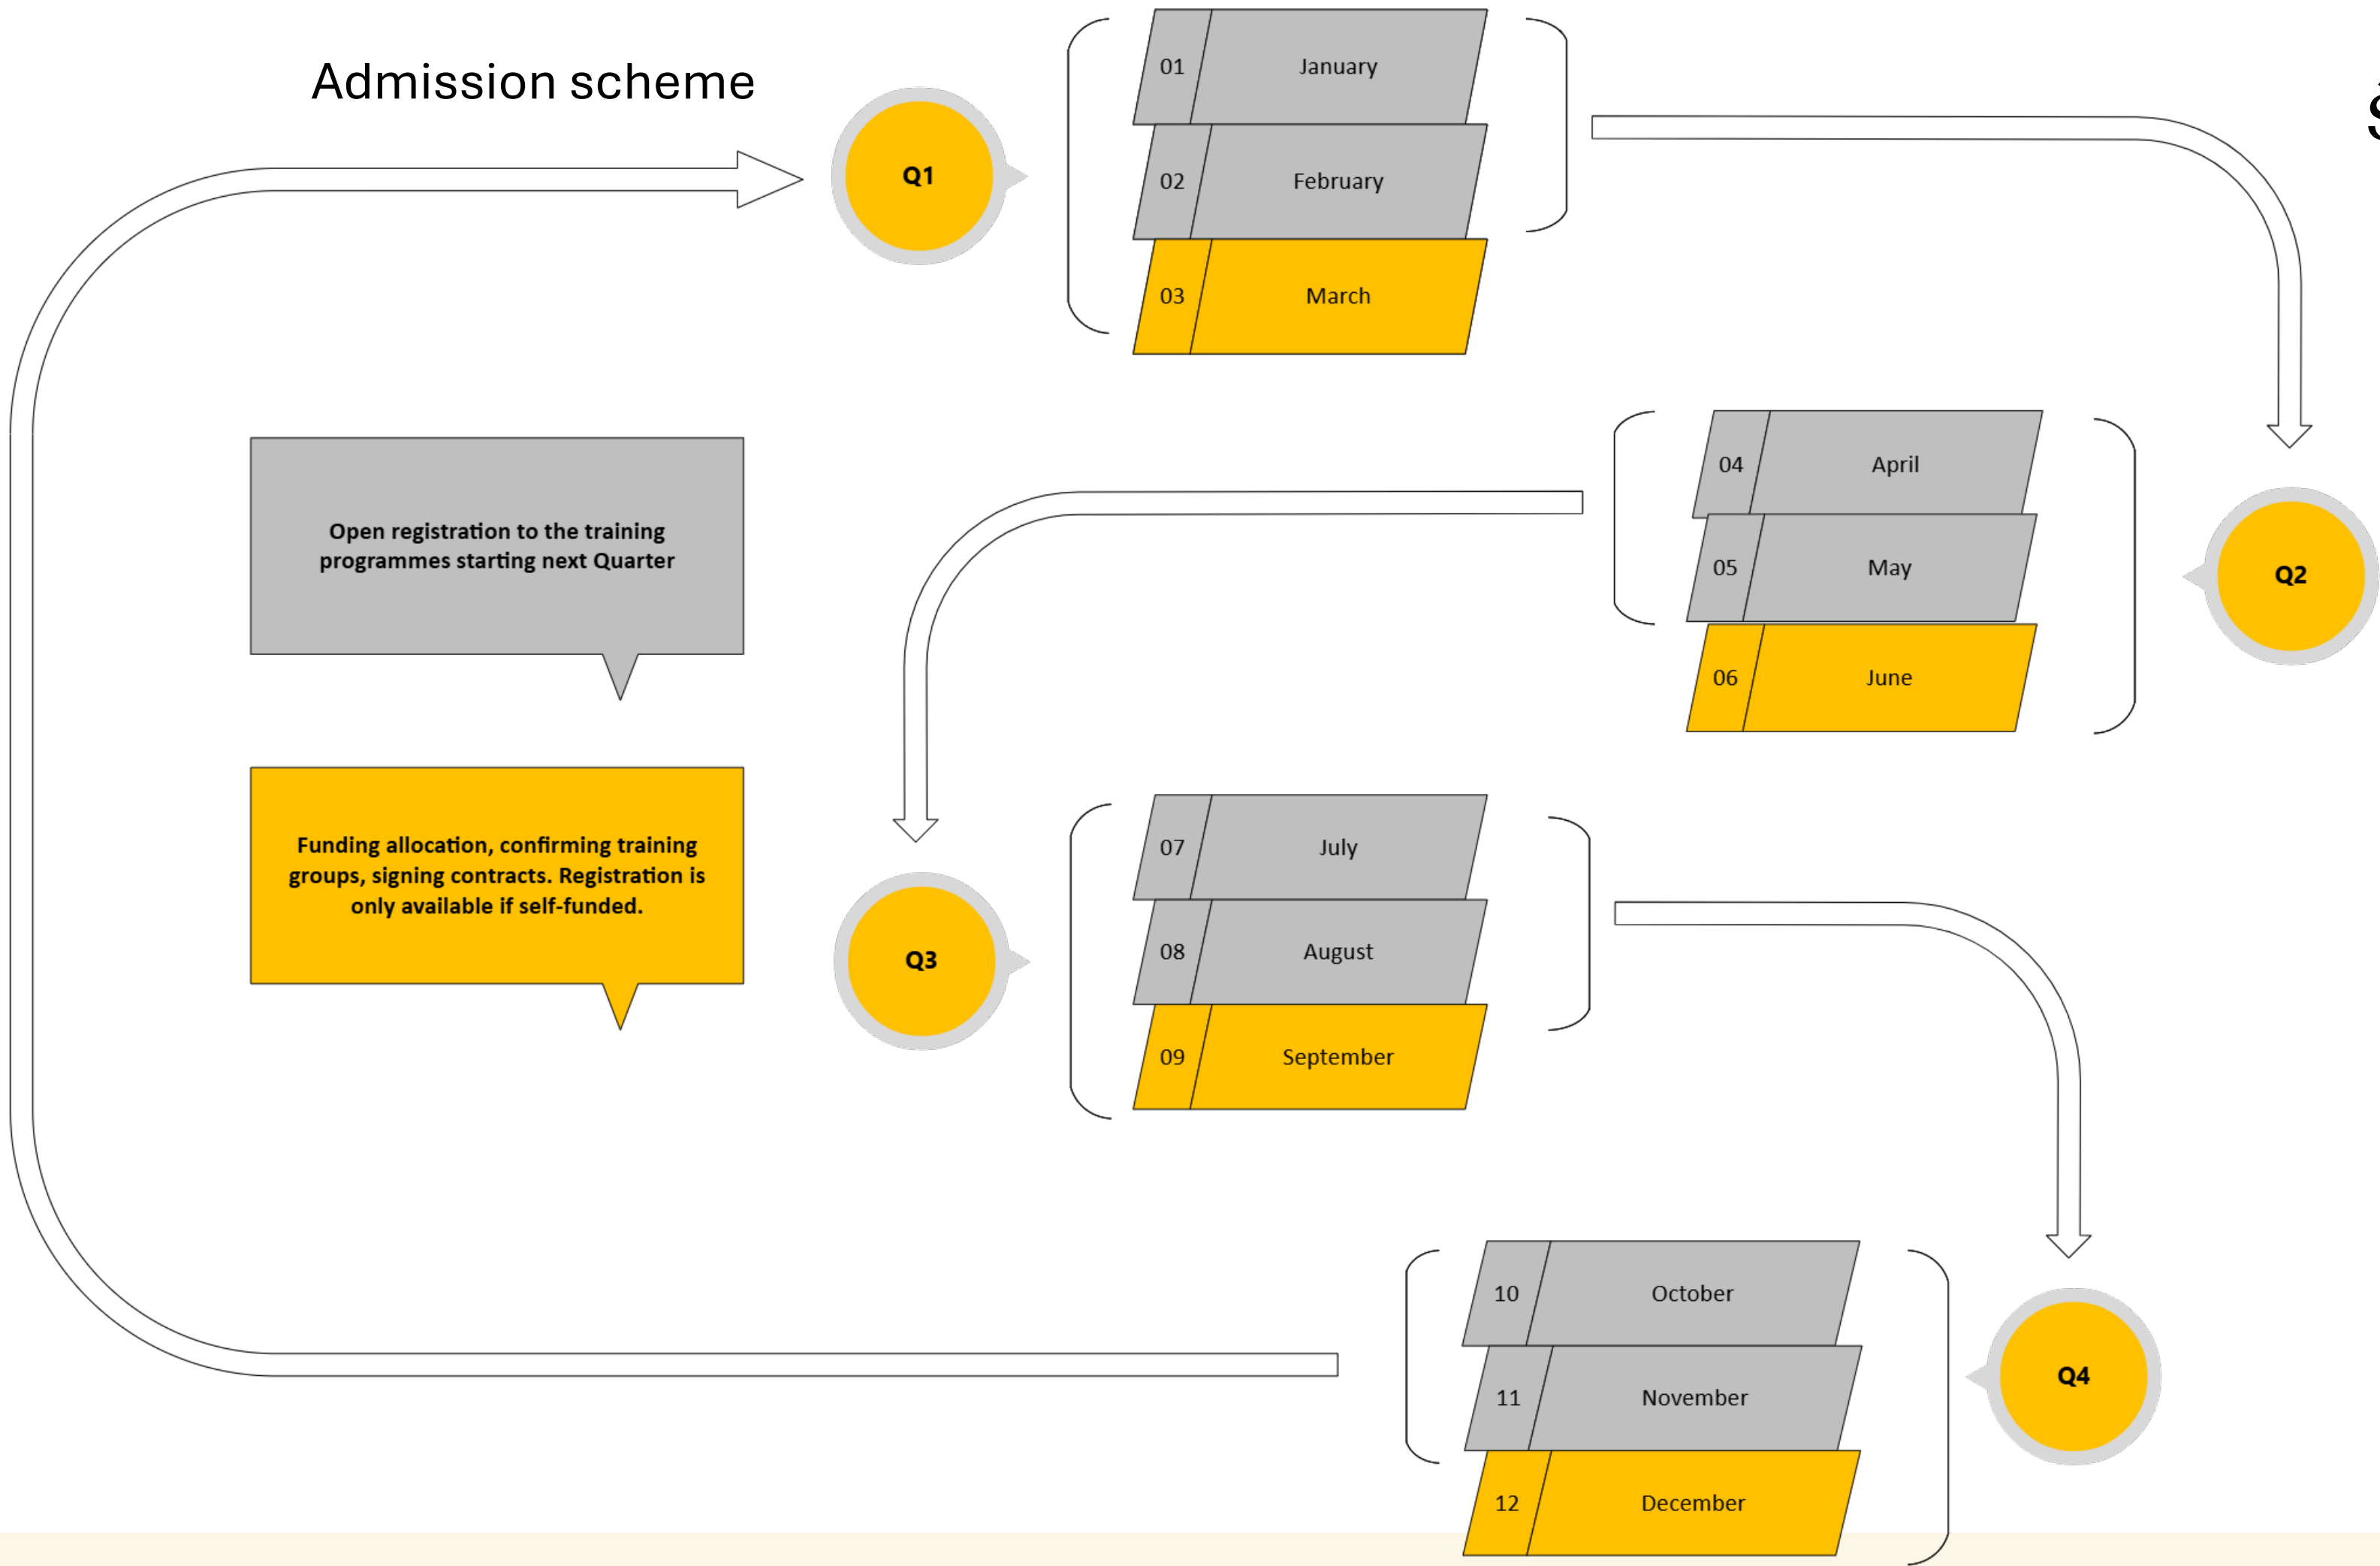 Admission scheme
Q1
01 January
02 February
03 March
04 April
05 May
06 June
Q2
Open registration to the training
programmes starting next Quarter
Funding allocation, confirming training
groups, signing contracts. Registration is
only available if self-funded.
Q3
07 July
08 August
09 September
10 October
11 November
12 December
Q4